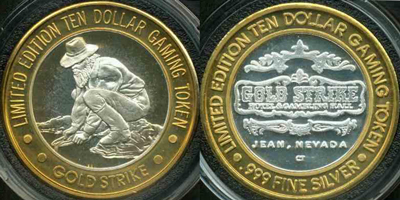 LIMITED EDITION TEN DOLLAR GAMING TOKEN
GOLD STRIKE
LIMITED EDITION TEN DOLLAR GAMING TOKEN
GOLD STRIKE
HOTEL & GAMBLING HALL
JEAN, NEVADA
.999 FINE SILVER